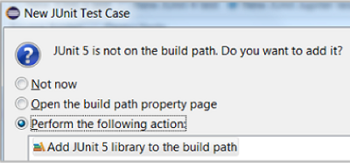 New JUnit Test Case
JUnit 5 is not on the build path. Do you want to add it?
Not now
Open the build path property page
Perform the following action:
Add JUnit 5 library to the build path